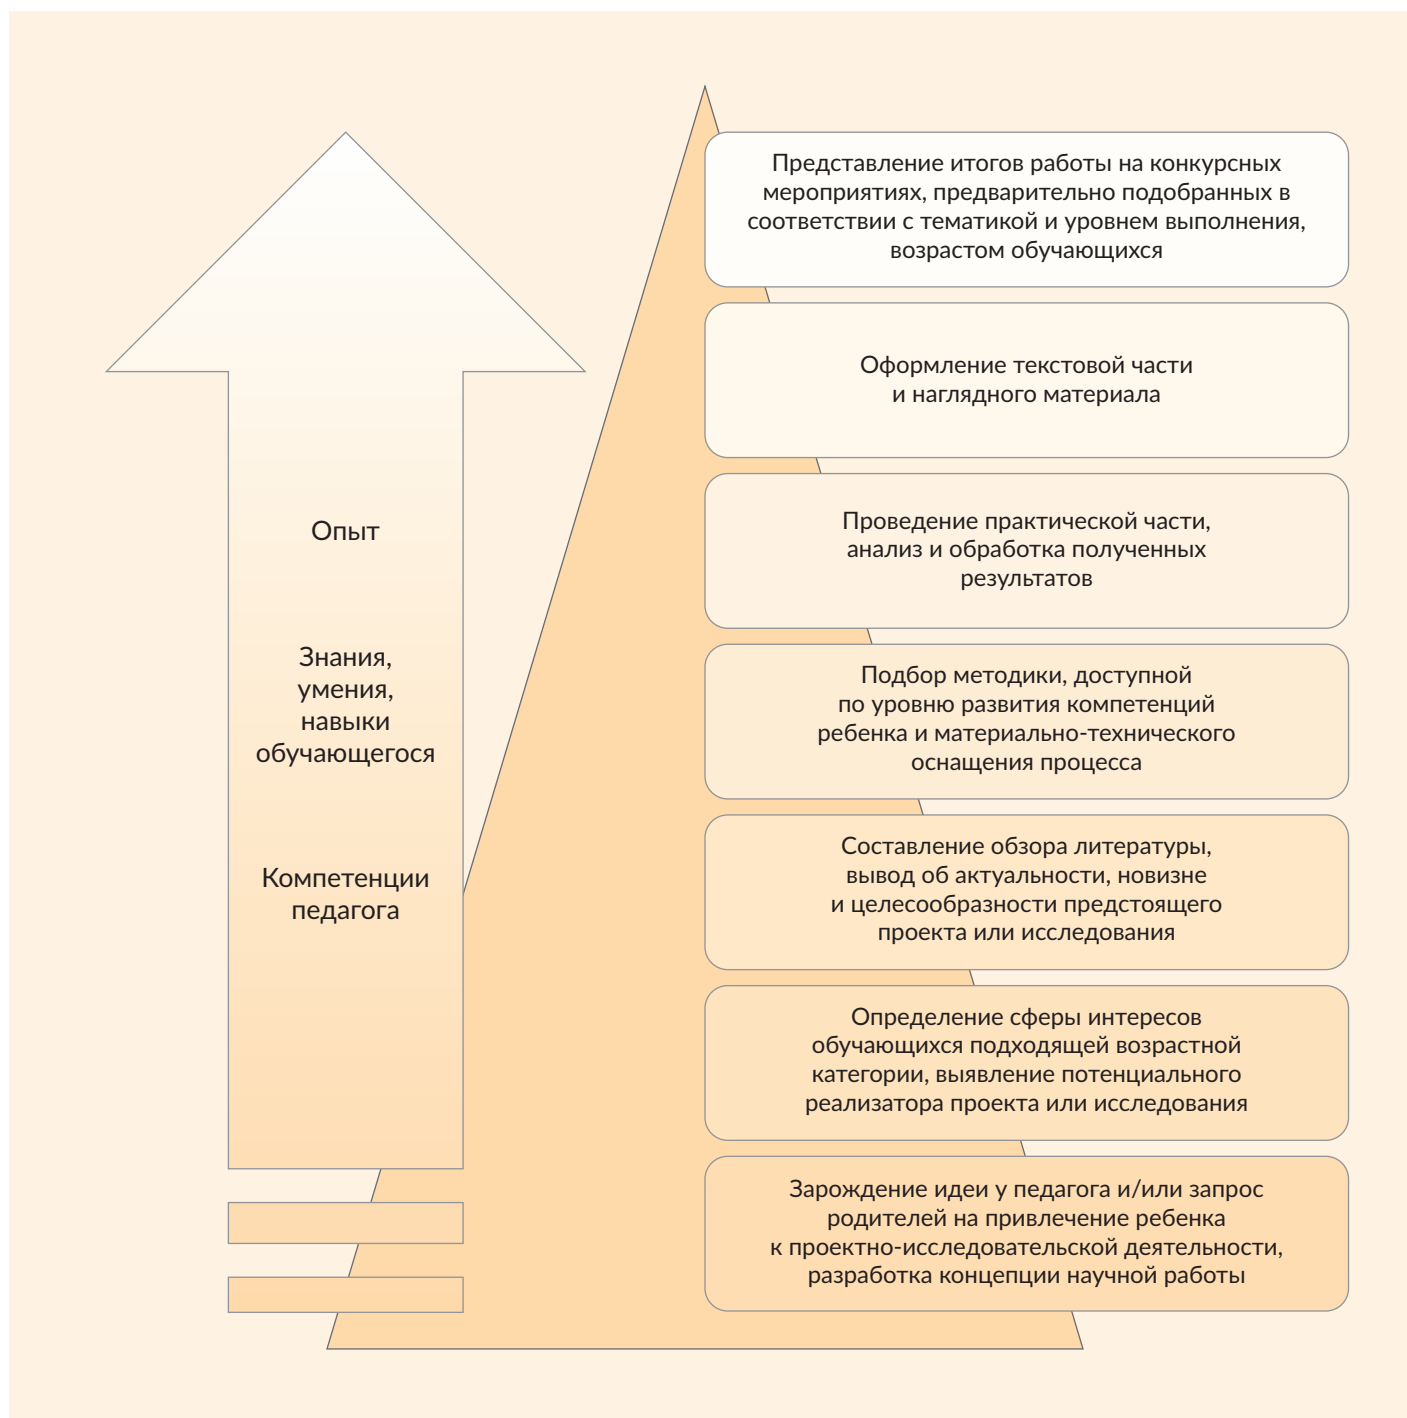 Опыт
Знания,
умения,
навыки
обучающегося
Компетенции
педагога
Представление итогов работы на конкурсных
мероприятиях, предварительно подобранных в
соответствии с тематикой и уровнем выполнения,
возрастом обучающихся
Оформление текстовой части
и наглядного материала
Проведение практической части,
анализ и обработка полученных
результатов
Подбор методики, доступной
по уровню развития компетенций
ребенка и материально-технического
оснащения процесса
Составление обзора литературы,
вывод об актуальности, новизне
и целесообразности предстоящего
проекта или исследования
Определение сферы интересов
обучающихся подходящей возрастной
категории, выявление потенциального
реализатора проекта или исследования
Зарождение идеи у педагога и/или запрос
родителей на привлечение ребенка
к проектно-исследовательской деятельности,
разработка концепции научной работы